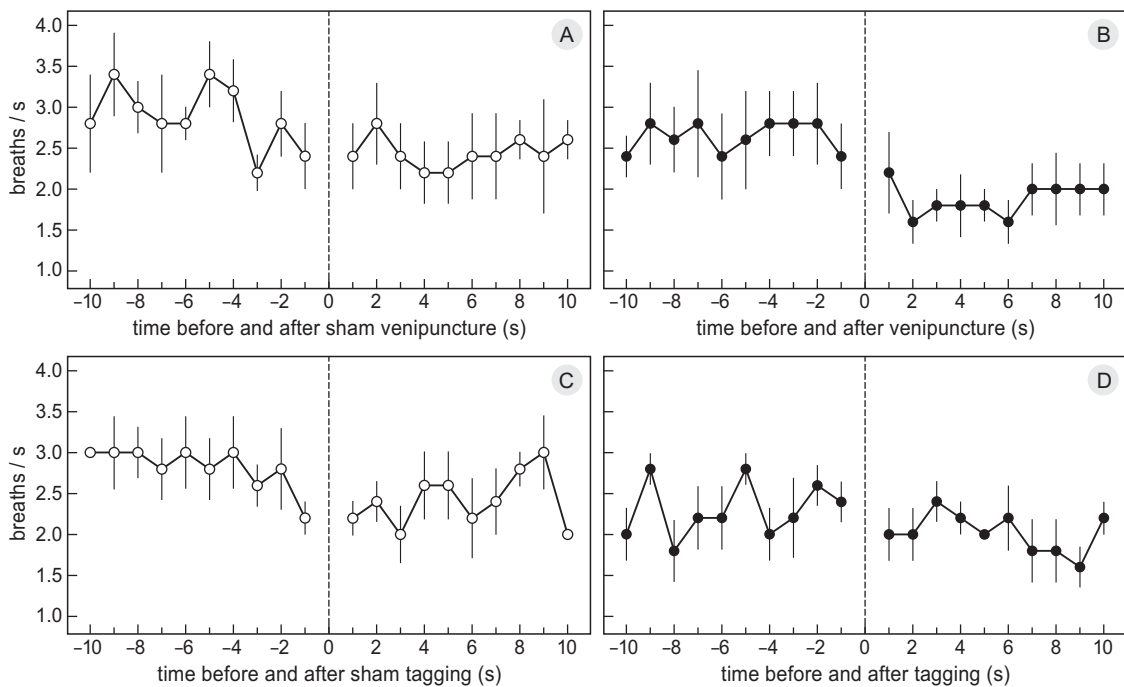 4.0
3.5
3.0
2.5
2.0
1.5
1.0
breaths / s
A
–10 –8 –6 –4 –2 0 2 4 6 8 10
time before and after sham venipuncture (s)
B
–10 –8 –6 –4 –2 0 2 4 6 8 10
time before and after venipuncture (s)
4.0
3.5
3.0
2.5
2.0
1.5
1.0
breaths / s
C
–10 –8 –6 –4 –2 0 2 4 6 8 10
time before and after sham tagging (s)
D
–10 –8 –6 –4 –2 0 2 4 6 8 10
time before and after tagging (s)